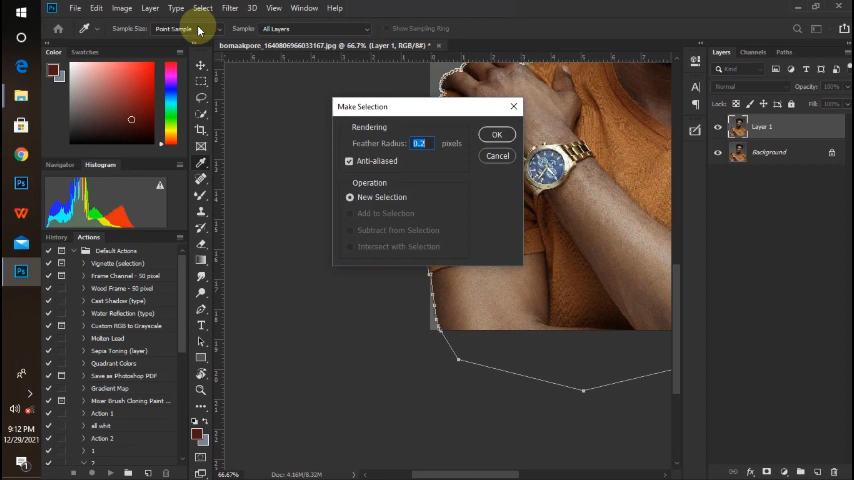 File Edit Image Layer Type Select Filter 3D View Window Help
Sample Size: Point Sample Sample: All Layers Show Sampling Ring
bomaakpore_1640806966033167.jpg @ 66.7% (Layer 1, RGB/8#) *
Color Swatches
Navigator Histogram
History Actions
Default Actions
Vignette (selection)
Frame Channel - 50 pixel
Wood Frame - 50 pixel
Cast Shadow (type)
Water Reflection (type)
Custom RGB to Grayscale
Molten Lead
Sepia Toning (layer)
Quadrant Colors
Save as Photoshop PDF
Gradient Map
Mixer Brush Cloning Paint ...
Action 1
all whit
Action 2
1
2
Make Selection
Rendering
Feather Radius: 0.2 pixels
Anti-aliased
Operation
New Selection
Add to Selection
Subtract from Selection
Intersect with Selection
OK
Cancel
Layers Channels Paths
Kind
Normal Opacity: 100%
Lock: Fill: 100%
Layer 1
Background
66.67% Doc: 4.16M/8.32M
9:12 PM
12/29/2021